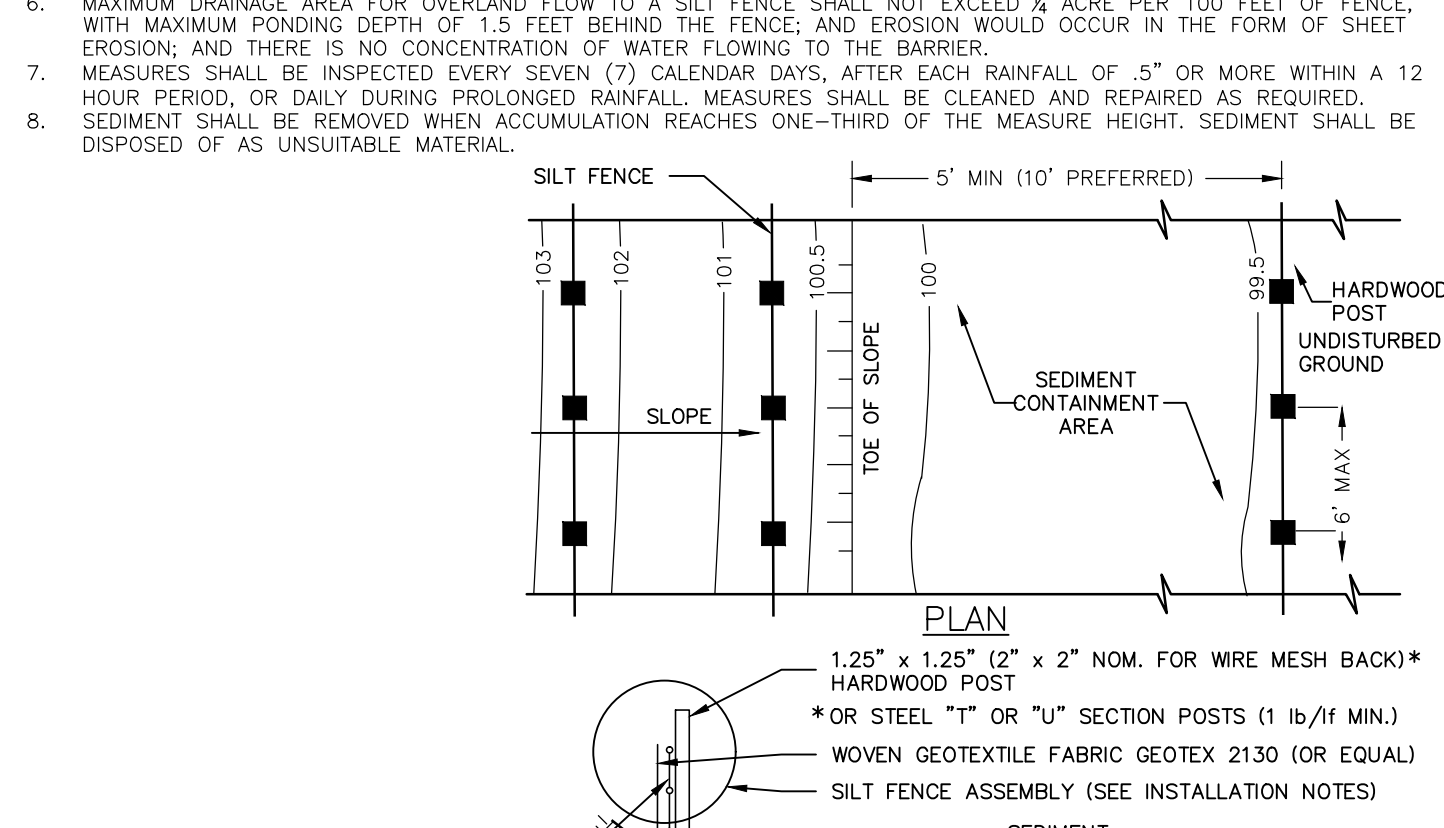 6. MAXIMUM DRAINAGE AREA FOR OVERLAND FLOW TO A SILT FENCE SHALL NOT EXCEED ¼ ACRE PER 100 FEET OF FENCE,
WITH MAXIMUM PONDING DEPTH OF 1.5 FEET BEHIND THE FENCE; AND EROSION WOULD OCCUR IN THE FORM OF SHEET
EROSION; AND THERE IS NO CONCENTRATION OF WATER FLOWING TO THE BARRIER.
7. MEASURES SHALL BE INSPECTED EVERY SEVEN (7) CALENDAR DAYS, AFTER EACH RAINFALL OF .5" OR MORE WITHIN A 12
HOUR PERIOD, OR DAILY DURING PROLONGED RAINFALL. MEASURES SHALL BE CLEANED AND REPAIRED AS REQUIRED.
8. SEDIMENT SHALL BE REMOVED WHEN ACCUMULATION REACHES ONE-THIRD OF THE MEASURE HEIGHT. SEDIMENT SHALL BE
DISPOSED OF AS UNSUITABLE MATERIAL.
SILT FENCE
5' MIN (10' PREFERRED)
103
102
101
100.5
100
99.5
HARDWOOD
POST
UNDISTURBED
GROUND
TOE OF SLOPE
SEDIMENT
CONTAINMENT
AREA
SLOPE
6' MAX
PLAN
1.25" x 1.25" (2" x 2" NOM. FOR WIRE MESH BACK)*
HARDWOOD POST
*OR STEEL "T" OR "U" SECTION POSTS (1 lb/lf MIN.)
WOVEN GEOTEXTILE FABRIC GEOTEX 2130 (OR EQUAL)
SILT FENCE ASSEMBLY (SEE INSTALLATION NOTES)
SEDIMENT